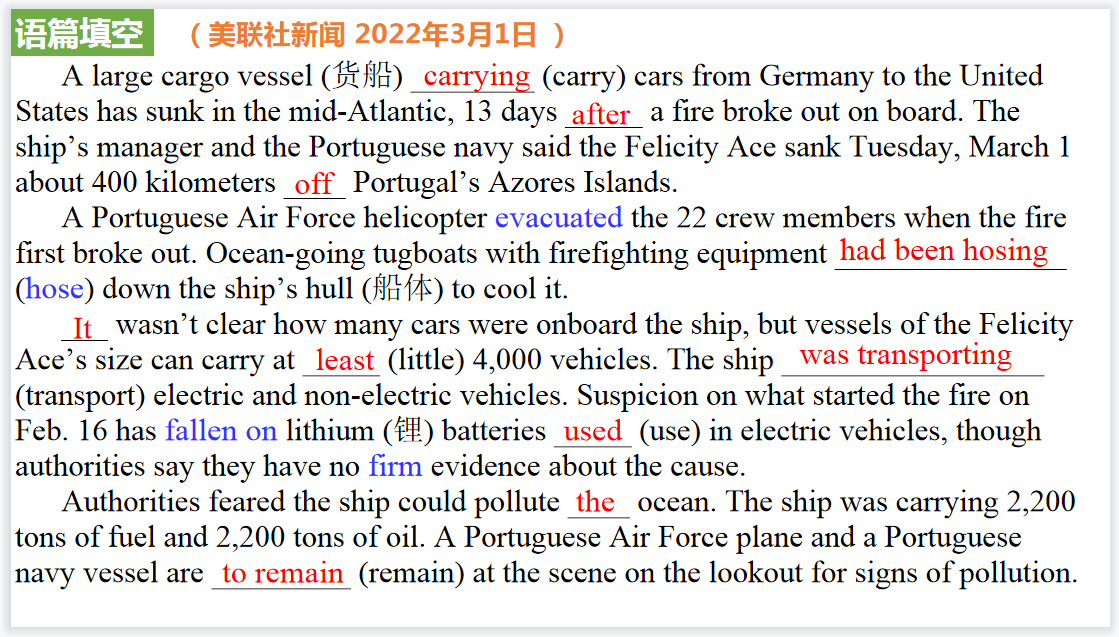 语篇填空 （ 美联社新闻 2022年3月1日 ）
A large cargo vessel (货船) carrying (carry) cars from Germany to the United
States has sunk in the mid-Atlantic, 13 days after a fire broke out on board. The
ship’s manager and the Portuguese navy said the Felicity Ace sank Tuesday, March 1
about 400 kilometers off Portugal’s Azores Islands.
A Portuguese Air Force helicopter evacuated the 22 crew members when the fire
first broke out. Ocean-going tugboats with firefighting equipment had been hosing
(hose) down the ship’s hull (船体) to cool it.
It wasn’t clear how many cars were onboard the ship, but vessels of the Felicity
Ace’s size can carry at least (little) 4,000 vehicles. The ship was transporting
(transport) electric and non-electric vehicles. Suspicion on what started the fire on
Feb. 16 has fallen on lithium (锂) batteries used (use) in electric vehicles, though
authorities say they have no firm evidence about the cause.
Authorities feared the ship could pollute the ocean. The ship was carrying 2,200
tons of fuel and 2,200 tons of oil. A Portuguese Air Force plane and a Portuguese
navy vessel are to remain (remain) at the scene on the lookout for signs of pollution.